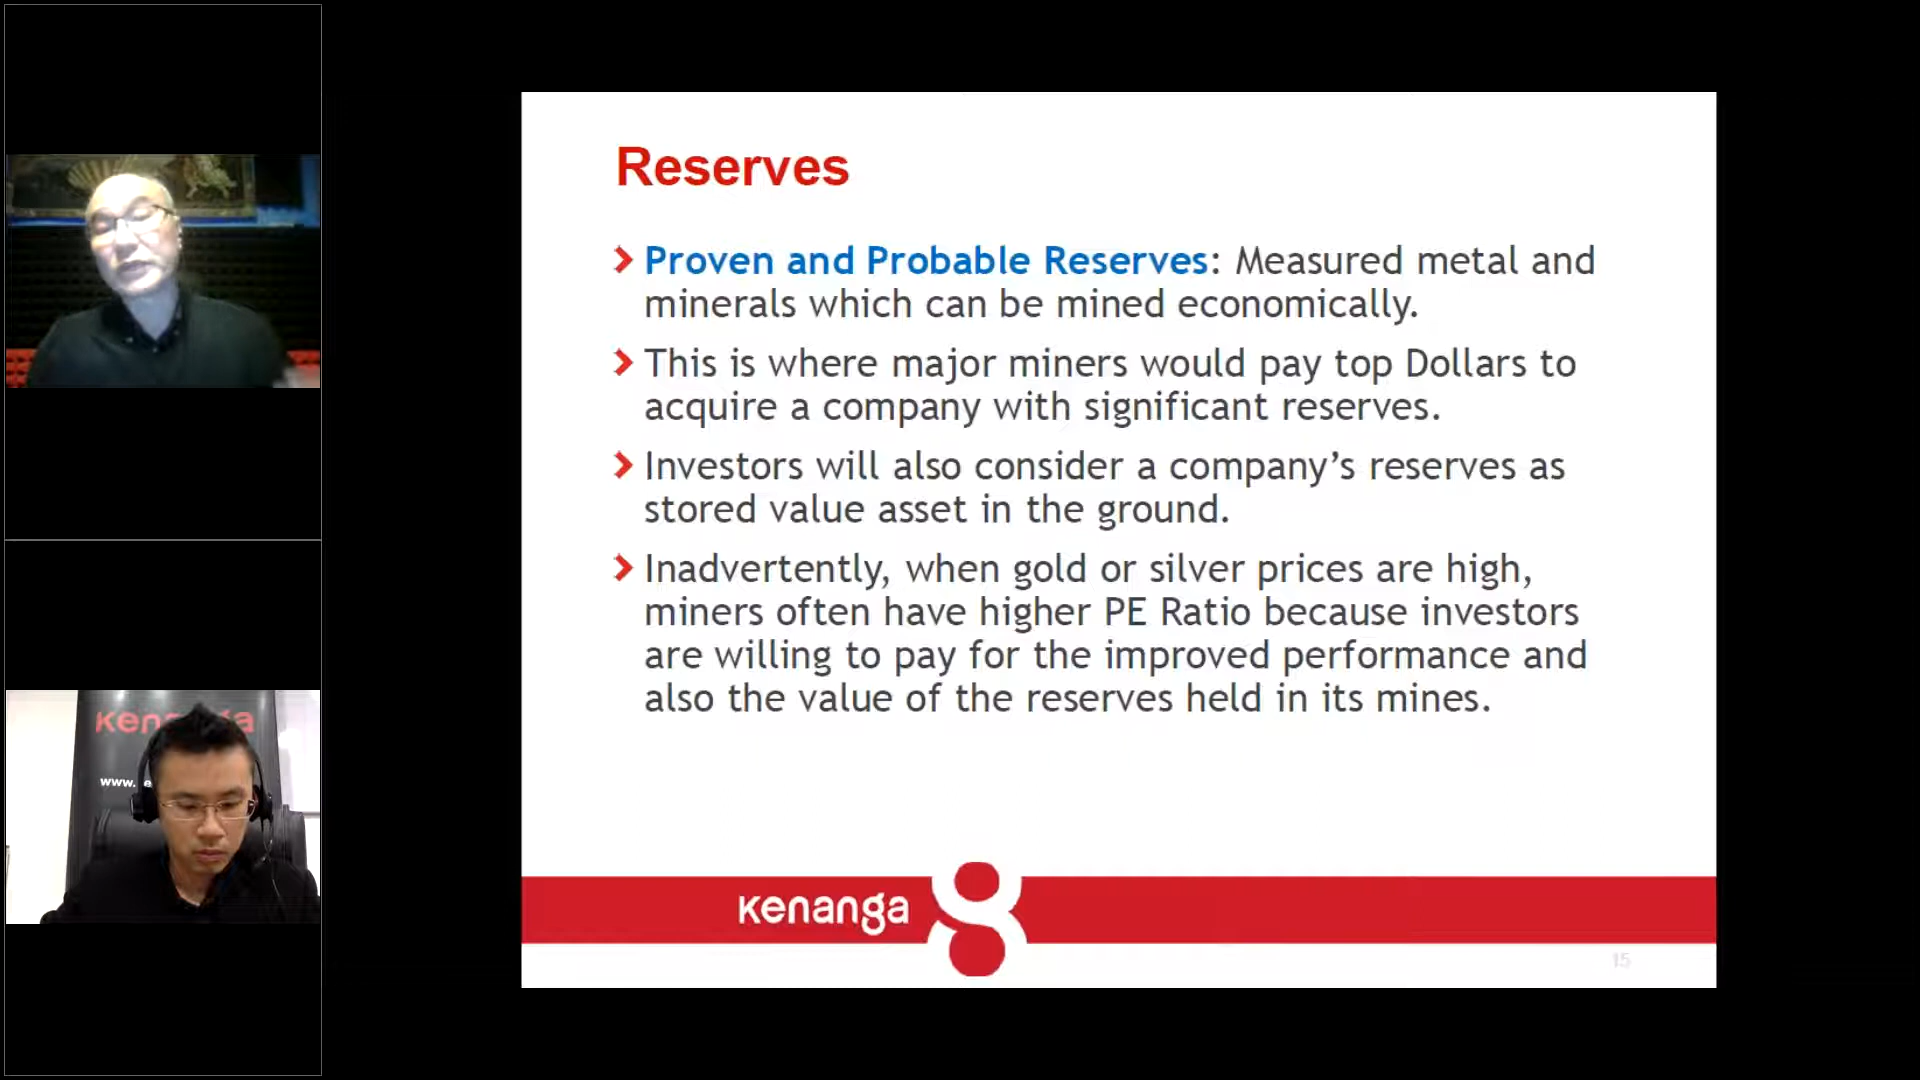 Reserves
Proven and Probable Reserves: Measured metal and
minerals which can be mined economically.
This is where major miners would pay top Dollars to
acquire a company with significant reserves.
Investors will also consider a company’s reserves as
stored value asset in the ground.
Inadvertently, when gold or silver prices are high,
miners often have higher PE Ratio because investors
are willing to pay for the improved performance and
also the value of the reserves held in its mines.
kenanga
15
www.